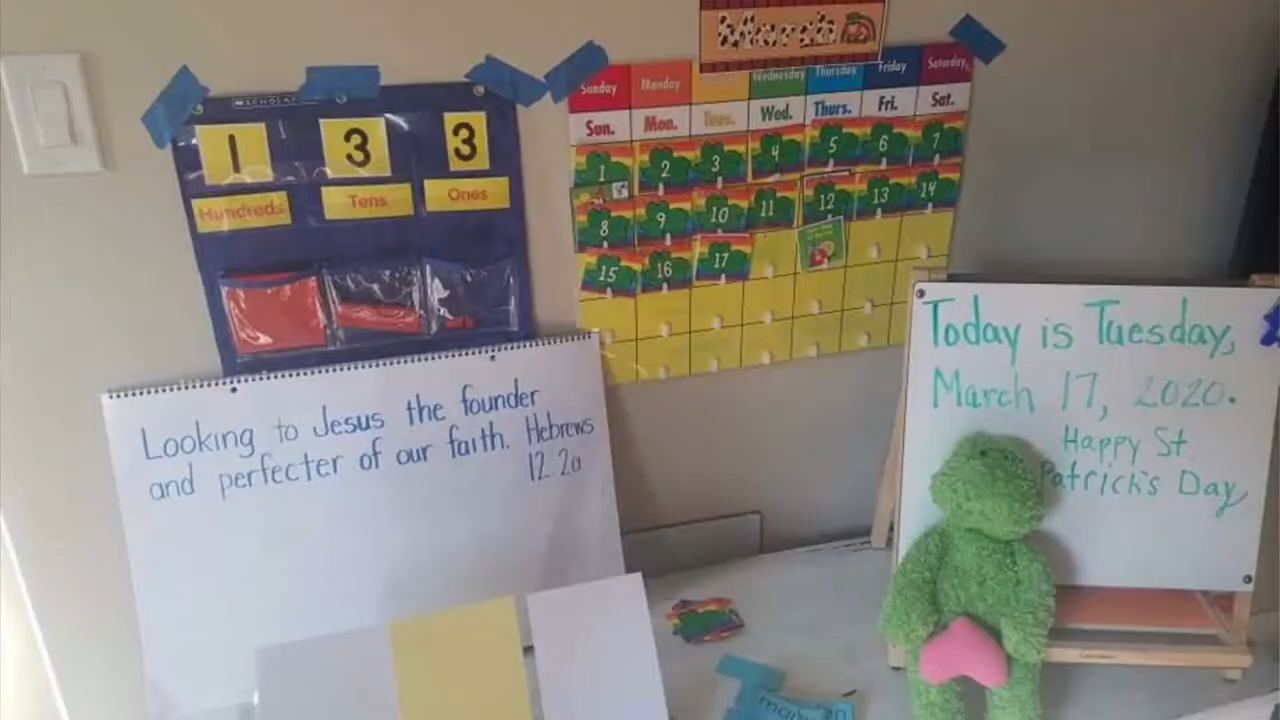 March
SCHOLAS
1 3 3
Hundreds Tens Ones
Sunday Monday Wednesday Thursday Friday Saturday
Sun. Mon. Tues. Wed. Thurs. Fri. Sat.
1 2 3 4 5 6 7
8 9 10 11 12 13 14
15 16 17
Looking to Jesus the founder
and perfecter of our faith. Hebrews
12.2a
Today is Tuesday,
March 17, 2020.
Happy St.
Patrick's Day